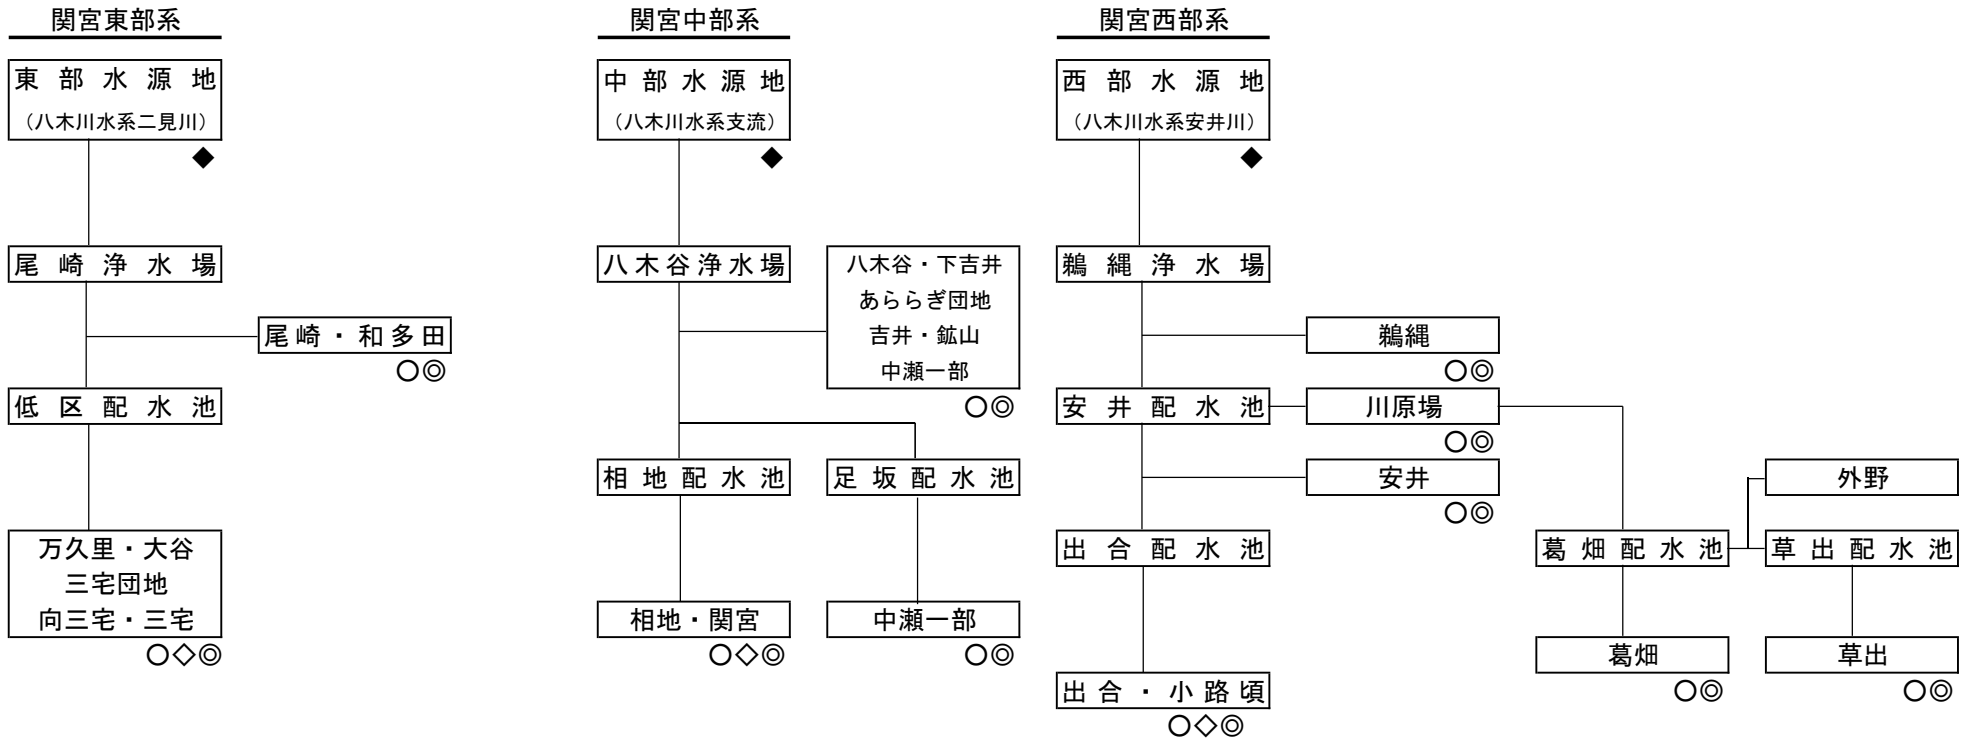 関宮東部系
東部水源地
（八木川水系二見川）
◆
尾崎浄水場
尾崎・和多田
○◎
低区配水池
万久里・大谷
三宅団地
向三宅・三宅
○◇◎
関宮中部系
中部水源地
（八木川水系支流）
◆
八木谷浄水場
八木谷・下吉井
あららぎ団地
吉井・鉱山
中瀬一部
○◎
相地配水池
足坂配水池
相地・関宮
○◇◎
中瀬一部
○◎
関宮西部系
西部水源地
（八木川水系安井川）
◆
鵜縄浄水場
鵜縄
○◎
安井配水池
川原場
○◎
安井
○◎
出合配水池
出合・小路頃
○◇◎
葛畑配水池
外野
草出配水池
葛畑
○◎
草出
○◎